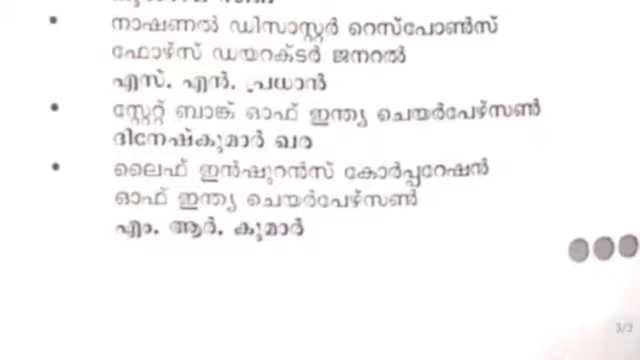 • നാഷണൽ ഡിസാസ്റ്റർ റെസ്പോൺസ്
ഫോഴ്സ് ഡയറക്ടർ ജനറൽ
എസ്. എൻ. പ്രധാൻ
• സ്റ്റേറ്റ് ബാങ്ക് ഓഫ് ഇന്ത്യ ചെയർപേഴ്സൺ
ദിനേഷ്കുമാർ ഖര
• ലൈഫ് ഇൻഷുറൻസ് കോർപ്പറേഷൻ
ഓഫ് ഇന്ത്യ ചെയർപേഴ്സൺ
എം. ആർ. കുമാർ
3/3